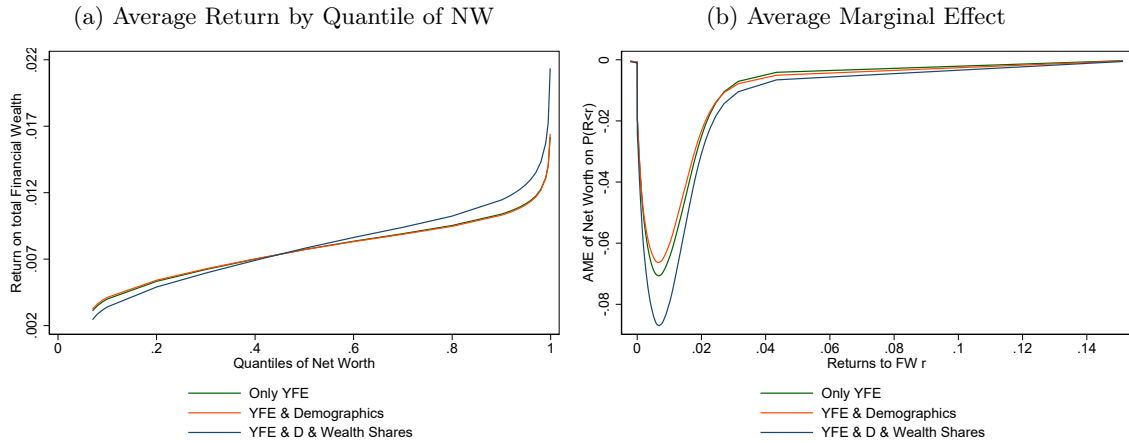 (a) Average Return by Quantile of NW
Return on total Financial Wealth
.022
.017
.012
.007
.002
0 .2 .4 .6 .8 1
Quantiles of Net Worth
Only YFE
YFE & Demographics
YFE & D & Wealth Shares
(b) Average Marginal Effect
AME of Net Worth on P(R<r)
0
-.02
-.04
-.06
-.08
0 .02 .04 .06 .08 .1 .12 .14
Returns to FW r
Only YFE
YFE & Demographics
YFE & D & Wealth Shares